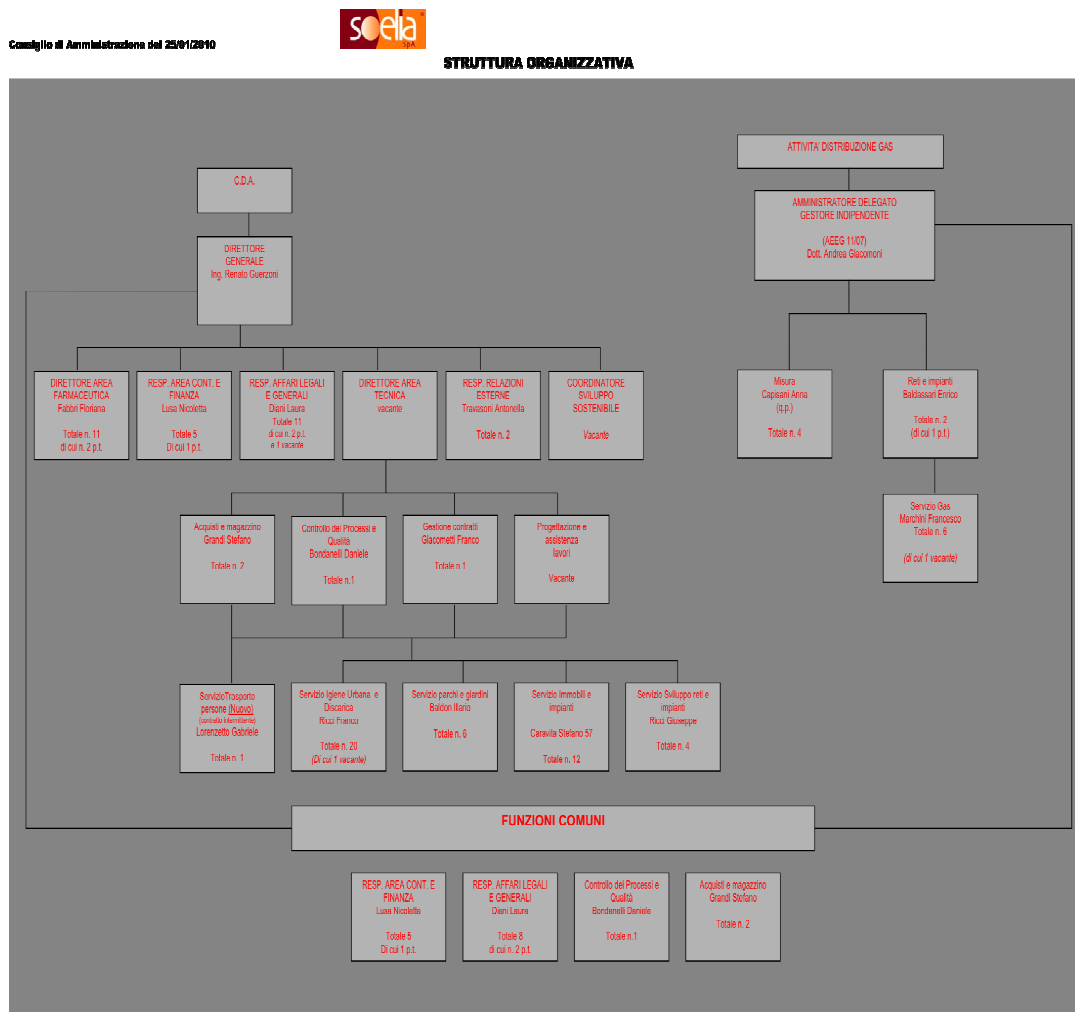 Consiglio di Amministrazione del 25/01/2010
soelia
SpA
STRUTTURA ORGANIZZATIVA
ATTIVITA' DISTRIBUZIONE GAS
C.D.A.
AMMINISTRATORE DELEGATO
GESTORE INDIPENDENTE
(AEEG 11/07)
Dott. Andrea Giacomoni
DIRETTORE
GENERALE
Ing. Renato Guerzoni
DIRETTORE AREA
FARMACEUTICA
Fabbri Floriana
Totale n. 11
di cui n. 2 p.t.
RESP. AREA CONT. E
FINANZA
Lusa Nicoletta
Totale 5
Di cui 1 p.t.
RESP. AFFARI LEGALI
E GENERALI
Diani Laura
Totale 11
di cui n. 2 p.t.
e 1 vacante
DIRETTORE AREA
TECNICA
vacante
RESP. RELAZIONI
ESTERNE
Travasoni Antonella
Totale n. 2
COORDINATORE
SVILUPPO
SOSTENIBILE
Vacante
Misura
Capisani Anna
(q.p.)
Totale n. 4
Reti e impianti
Baldassari Enrico
Totale n. 2
(di cui 1 p.t.)
Servizio Gas
Marchini Francesco
Totale n. 6
(di cui 1 vacante)
Acquisti e magazzino
Grandi Stefano
Totale n. 2
Controllo dei Processi e
Qualità
Bondanelli Daniele
Totale n.1
Gestione contratti
Giacometti Franco
Totale n.1
Progettazione e
assistenza
lavori
Vacante
ServizioTrasporto
persone (Nuovo)
(contratto intermittente)
Lorenzetto Gabriele
Totale n. 1
Servizio Igiene Urbana e
Discarica
Ricci Franco
Totale n. 20
(Di cui 1 vacante)
Servizio parchi e giardini
Baldon Illario
Totale n. 6
Servizio Immobili e
impianti
Caravita Stefano 57
Totale n. 12
Servizio Sviluppo reti e
impianti
Ricci Giuseppe
Totale n. 4
FUNZIONI COMUNI
RESP. AREA CONT. E
FINANZA
Lusa Nicoletta
Totale 5
Di cui 1 p.t.
RESP. AFFARI LEGALI
E GENERALI
Diani Laura
Totale 8
di cui n. 2 p.t.
Controllo dei Processi e
Qualità
Bondanelli Daniele
Totale n.1
Acquisti e magazzino
Grandi Stefano
Totale n. 2